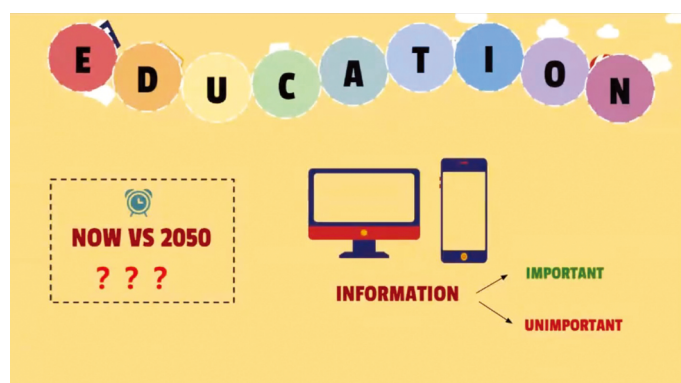 EDUCATION
NOW VS 2050
? ? ?
INFORMATION
IMPORTANT
UNIMPORTANT